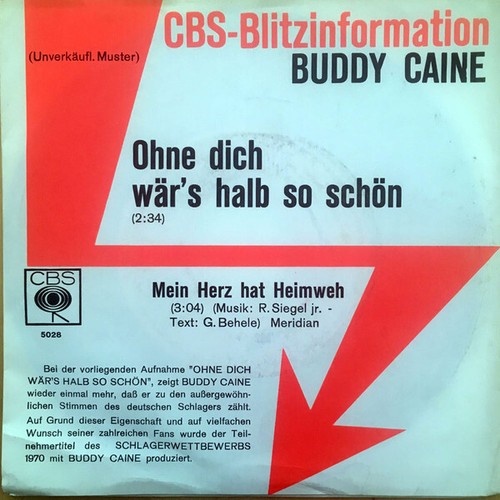 CBS-Blitzinformation
(Unverkäufl. Muster)
BUDDY CAINE
Ohne dich
wär's halb so schön
(2:34)
CBS
R
5028
Mein Herz hat Heimweh
(3:04) (Musik: R. Siegel jr. -
Text: G. Behele) Meridian
Bei der vorliegenden Aufnahme "OHNE DICH
WÄR'S HALB SO SCHÖN", zeigt BUDDY CAINE
wieder einmal mehr, daß er zu den außergewöhn-
lichen Stimmen des deutschen Schlagers zählt.
Auf Grund dieser Eigenschaft und auf vielfachen
Wunsch seiner zahlreichen Fans wurde der Teil-
nehmertitel des SCHLAGERWETTBEWERBS
1970 mit BUDDY CAINE produziert.